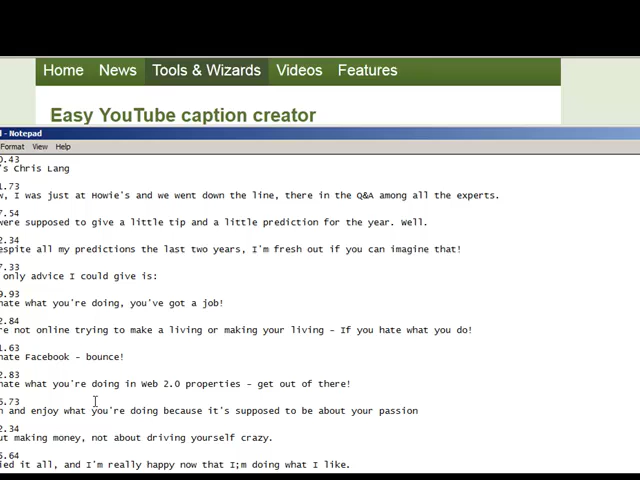 Home News Tools & Wizards Videos Features
Easy YouTube caption creator
- Notepad
Format View Help
0.43
's Chris Lang
1.73
w, I was just at Howie's and we went down the line, there in the Q&A among all the experts.
7.54
were supposed to give a little tip and a little prediction for the year. Well.
2.34
espite all my predictions the last two years, I'm fresh out if you can imagine that!
7.33
only advice I could give is:
9.93
hate what you're doing, you've got a job!
2.84
re not online trying to make a living or making your living - If you hate what you do!
1.63
hate Facebook - bounce!
2.83
hate what you're doing in Web 2.0 properties - get out of there!
6.73
n and enjoy what you're doing because it's supposed to be about your passion
2.34
ut making money, not about driving yourself crazy.
5.64
ied it all, and I'm really happy now that I;m doing what I like.